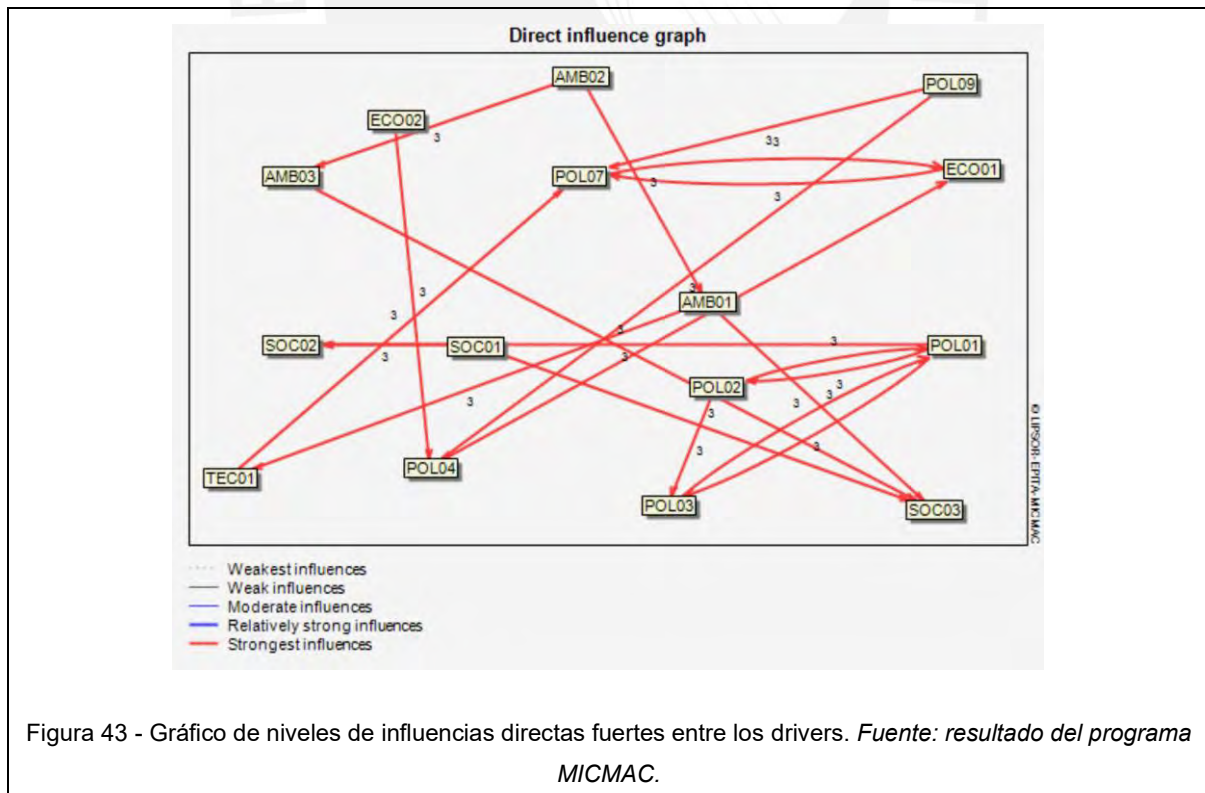 Direct influence graph
AMB02
POL09
ECO02
3
33
AMB03
POL07
ECO01
3
3
3
3
AMB01
3
3
SOC02
SOC01
3
3
3
POL01
POL02
3
3
3
3
3
3
3
TEC01
POL04
POL03
SOC03
© LIPSOR-EPITA-MICMAC
Weakest influences
Weak influences
Moderate influences
Relatively strong influences
Strongest influences
Figura 43 - Gráfico de niveles de influencias directas fuertes entre los drivers. Fuente: resultado del programa
MICMAC.